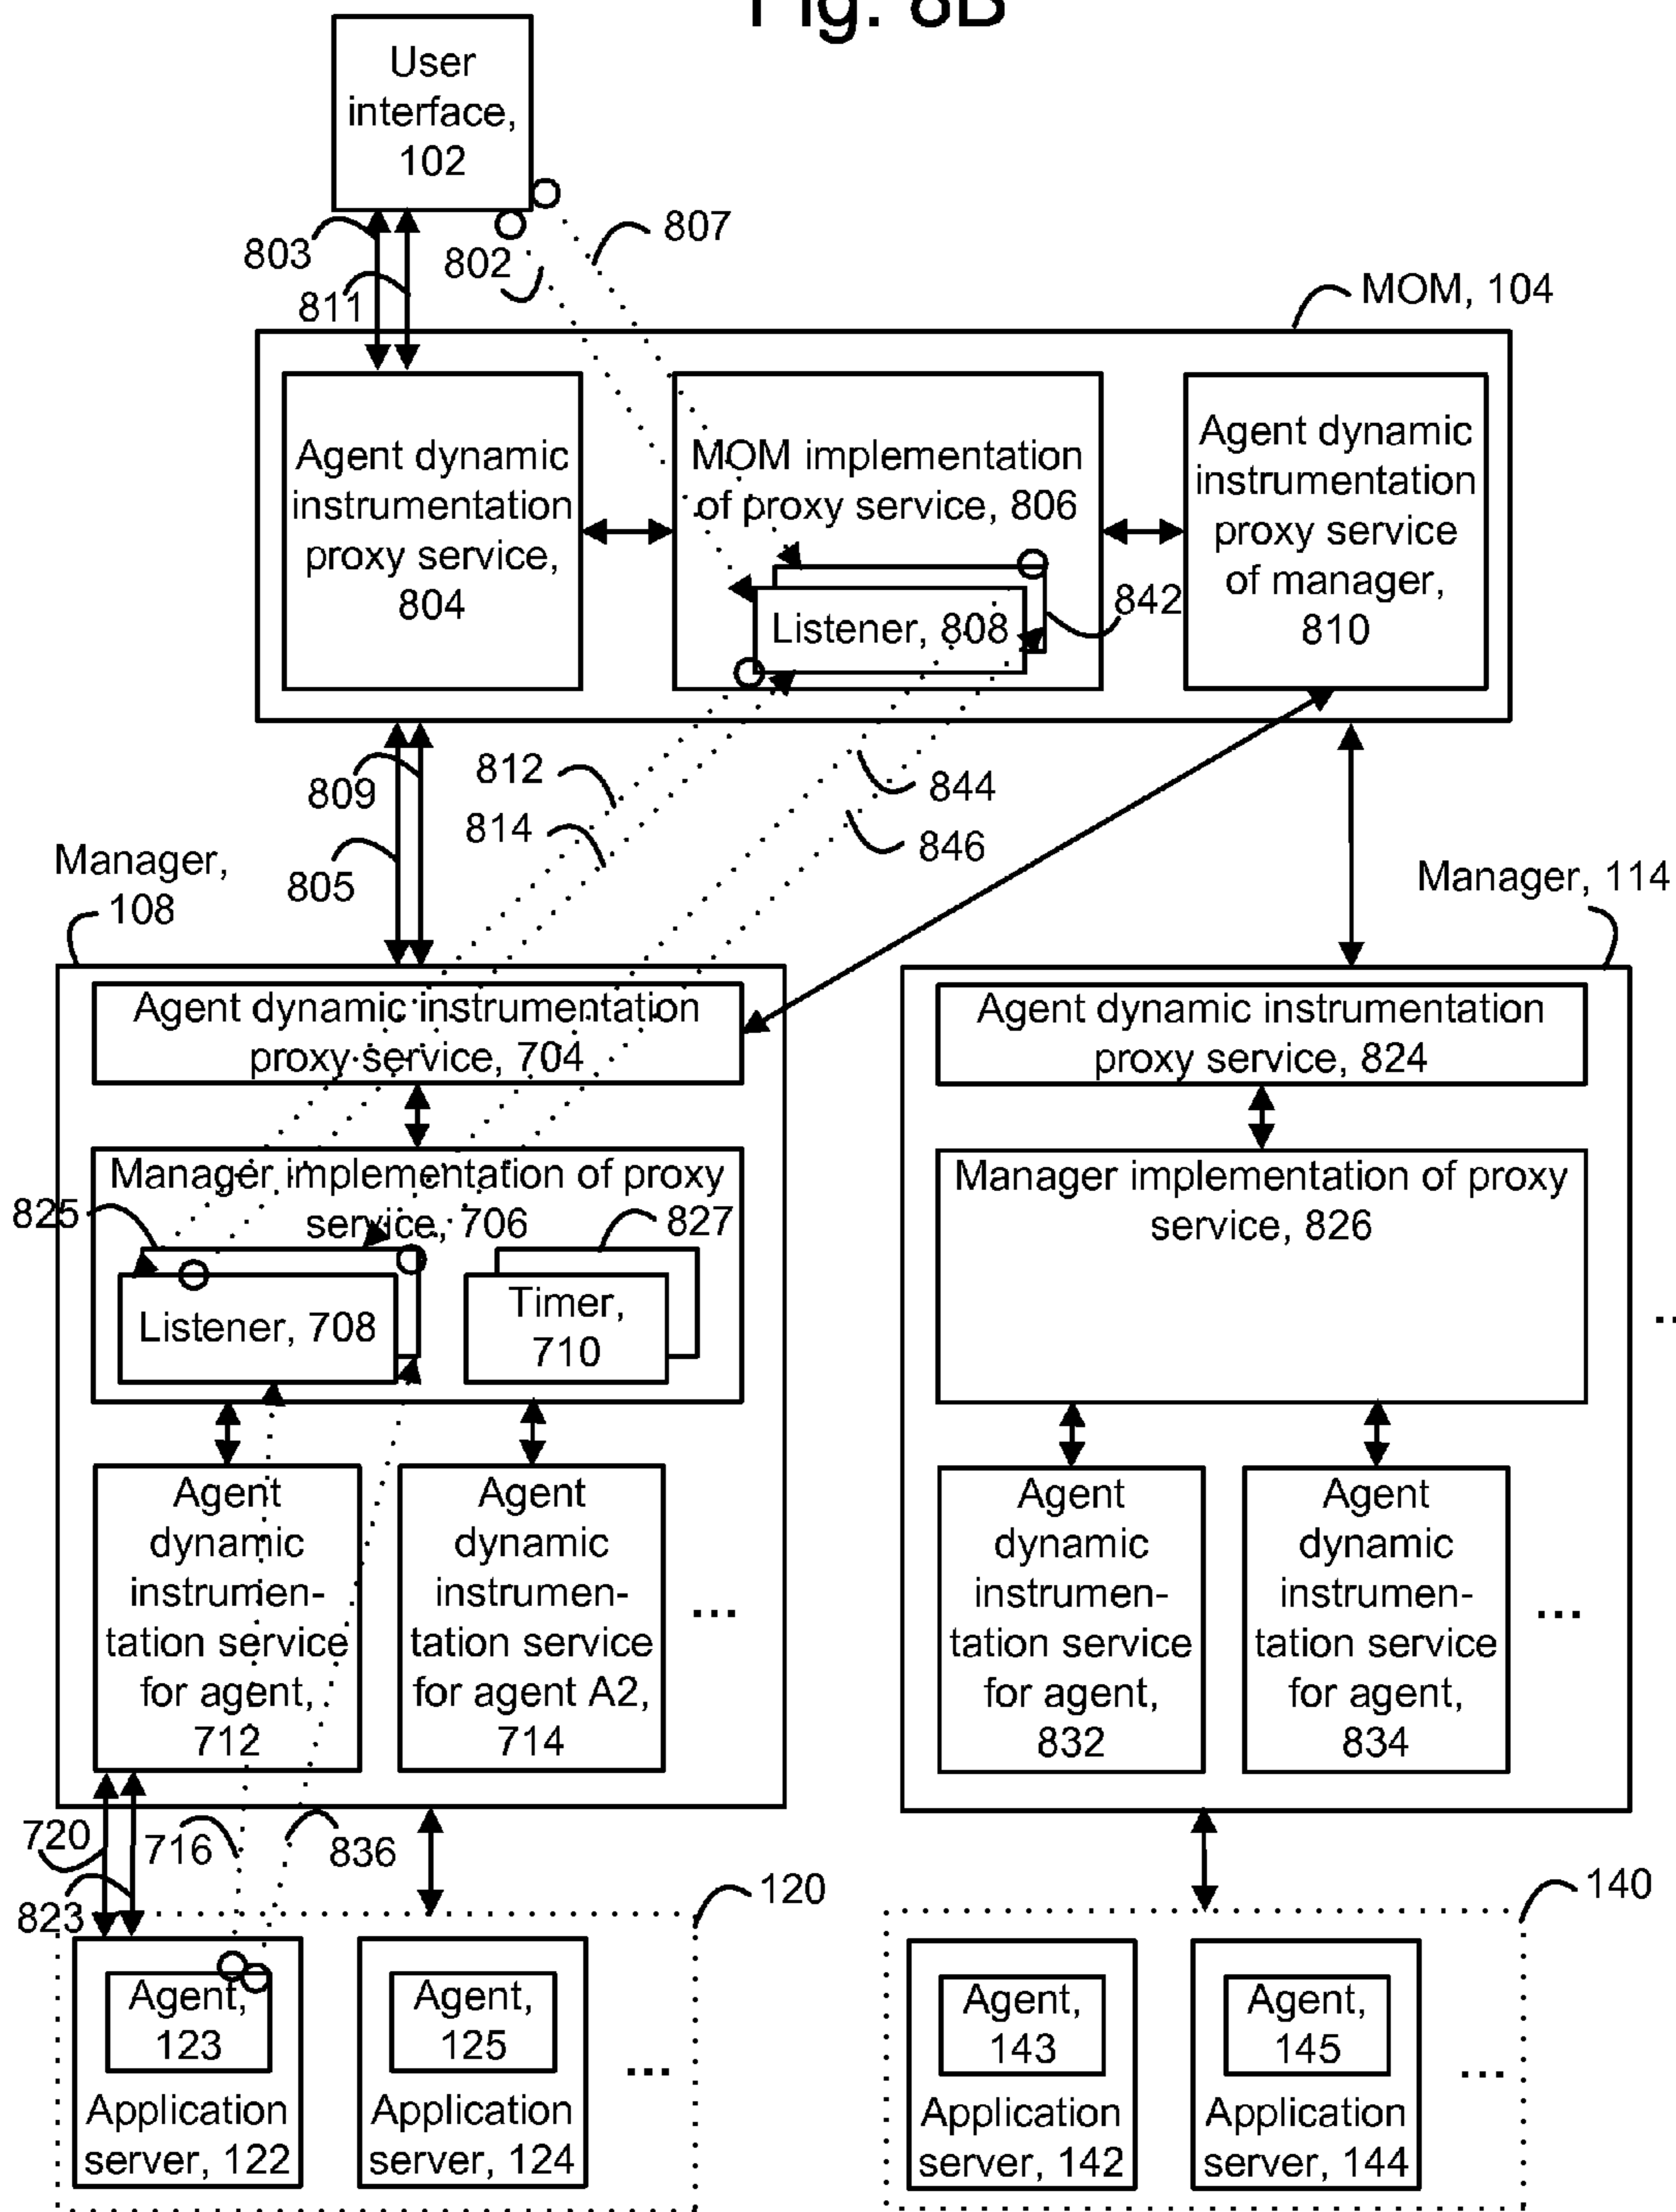 Fig. 8B
User
interface,
102
803
811
802
807
MOM, 104
Agent dynamic
instrumentation
proxy service,
804
MOM implementation
of proxy service, 806
Listener, 808
842
Agent dynamic
instrumentation
proxy service
of manager,
810
809
805
812
814
844
846
Manager,
108
Manager, 114
Agent dynamic instrumentation
proxy service, 704
Manager implementation of proxy
service, 706
825
827
Listener, 708
Timer,
710
Agent
dynamic
instrumen-
tation service
for agent,
712
Agent
dynamic
instrumen-
tation service
for agent A2,
714
...
Agent dynamic instrumentation
proxy service, 824
Manager implementation of proxy
service, 826
...
Agent
dynamic
instrumen-
tation service
for agent,
832
Agent
dynamic
instrumen-
tation service
for agent,
834
...
720
716
836
823
120
140
Agent,
123
Application
server, 122
Agent,
125
Application
server, 124
...
Agent,
143
Application
server, 142
Agent,
145
Application
server, 144
...